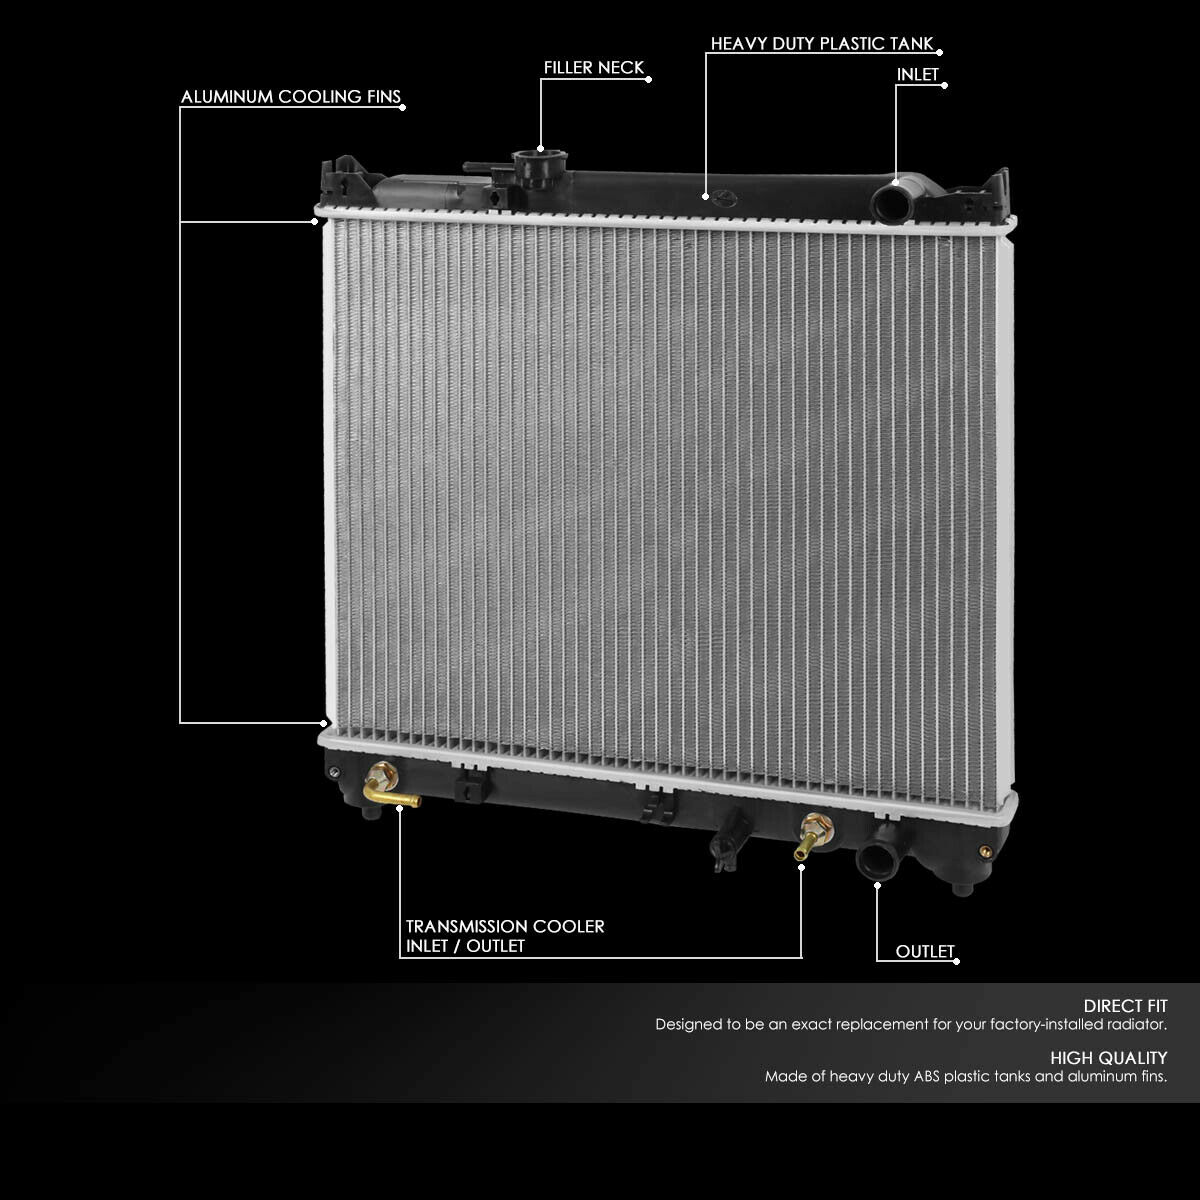 HEAVY DUTY PLASTIC TANK
FILLER NECK
INLET
ALUMINUM COOLING FINS
TRANSMISSION COOLER
INLET / OUTLET
OUTLET
DIRECT FIT
Designed to be an exact replacement for your factory-installed radiator.
HIGH QUALITY
Made of heavy duty ABS plastic tanks and aluminum fins.